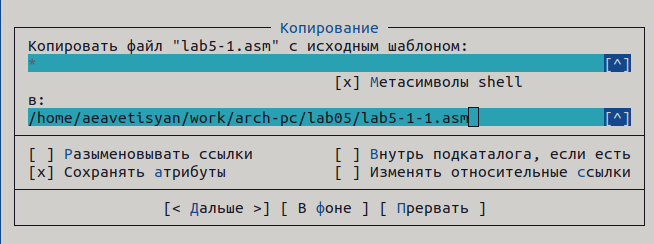 Копирование
Копировать файл "lab5-1.asm" с исходным шаблоном:
* [^]
[x] Метасимволы shell
в:
/home/aeavetisyan/work/arch-pc/lab05/lab5-1-1.asm [^]
[ ] Разыменовывать ссылки [ ] Внутрь подкаталога, если есть
[x] Сохранять атрибуты [ ] Изменять относительные ссылки
[< Дальше >] [ В фоне ] [ Прервать ]